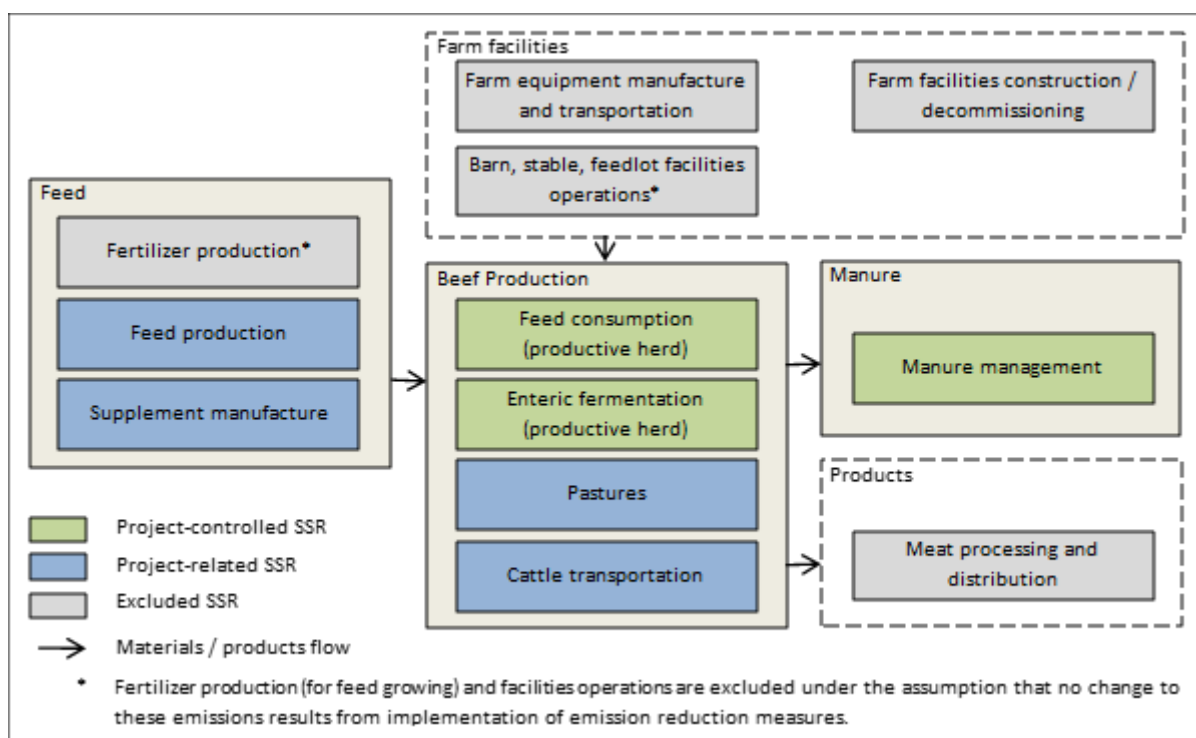 Farm facilities
Farm equipment manufacture
and transportation
Farm facilities construction /
decommissioning
Barn, stable, feedlot facilities
operations*
Feed
Fertilizer production*
Feed production
Supplement manufacture
Beef Production
Feed consumption
(productive herd)
Enteric fermentation
(productive herd)
Pastures
Cattle transportation
Manure
Manure management
Products
Meat processing and
distribution
Project-controlled SSR
Project-related SSR
Excluded SSR
Materials / products flow
* Fertilizer production (for feed growing) and facilities operations are excluded under the assumption that no change to
these emissions results from implementation of emission reduction measures.